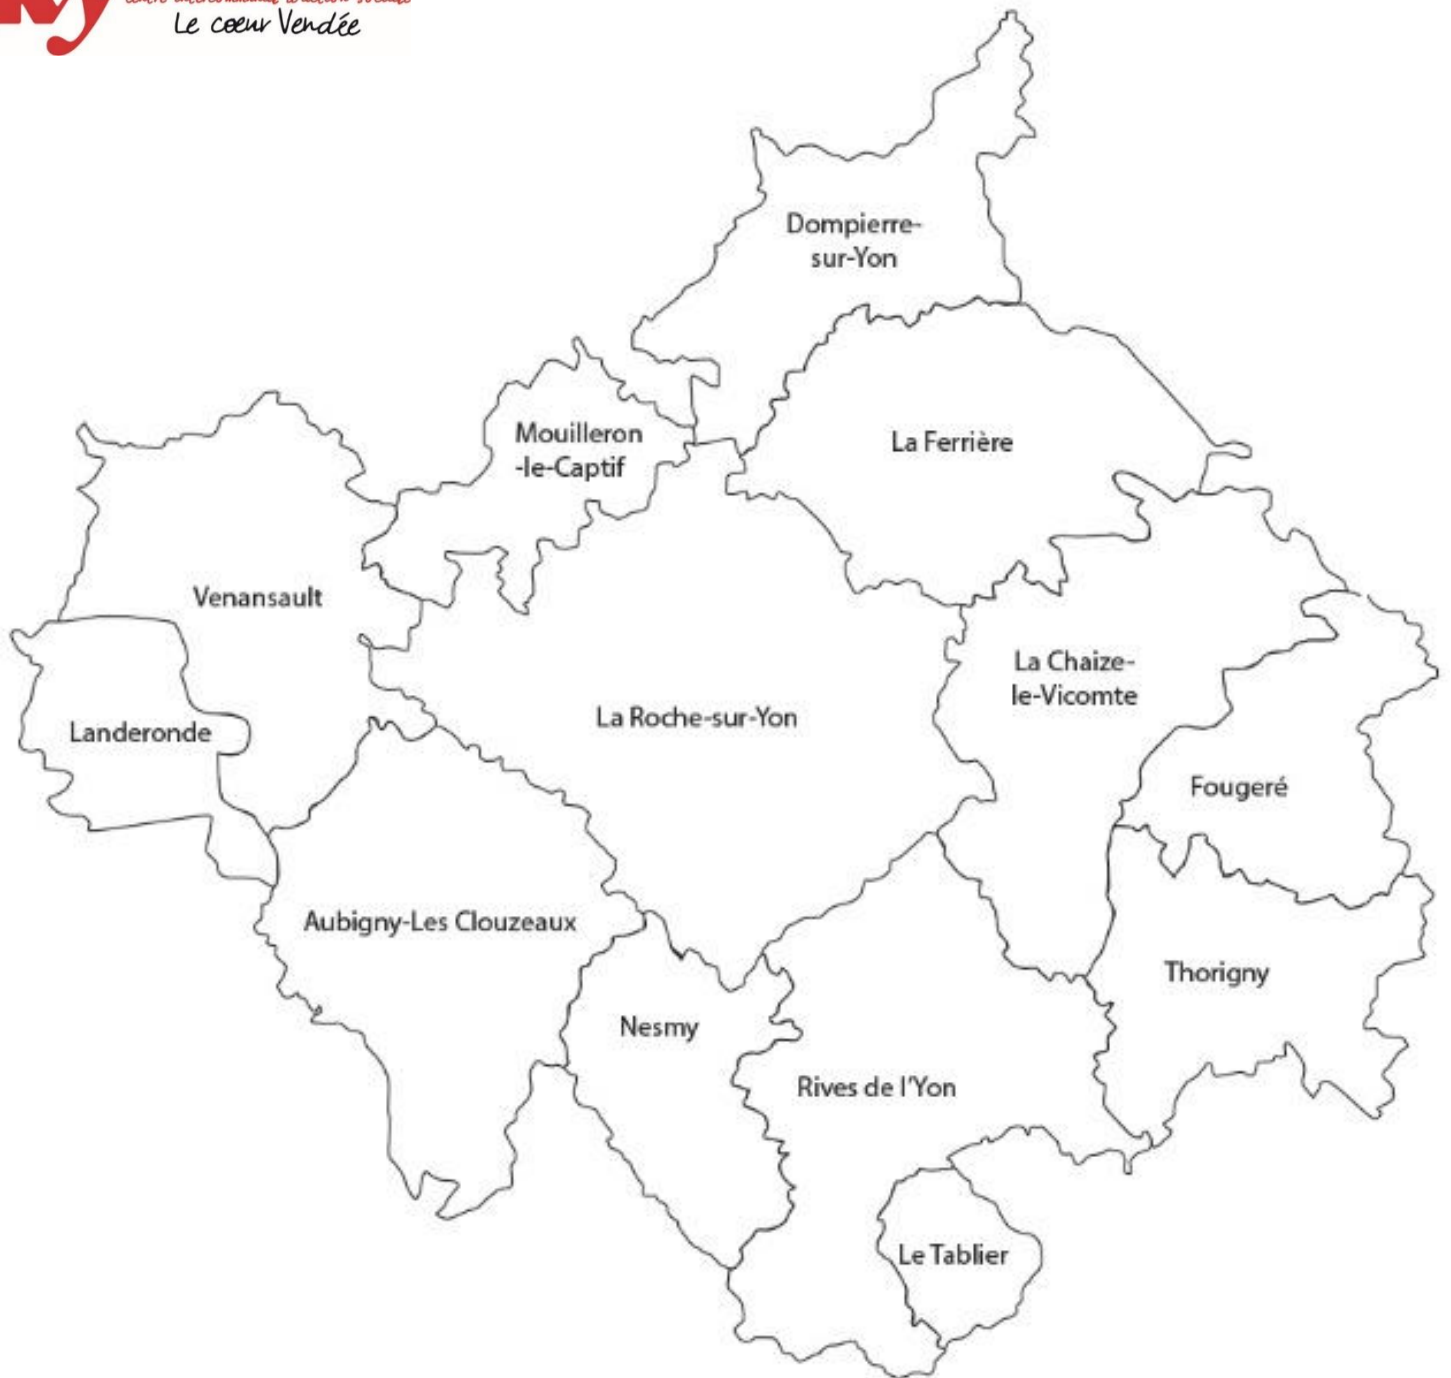 Le cœur Vendée
Dompierre-
sur-Yon
Mouilleron
-le-Captif
La Ferrière
Venansault
La Chaize-
le-Vicomte
La Roche-sur-Yon
Landeronde
Fougeré
Aubigny-Les Clouzeaux
Thorigny
Nesmy
Rives de l'Yon
Le Tablier